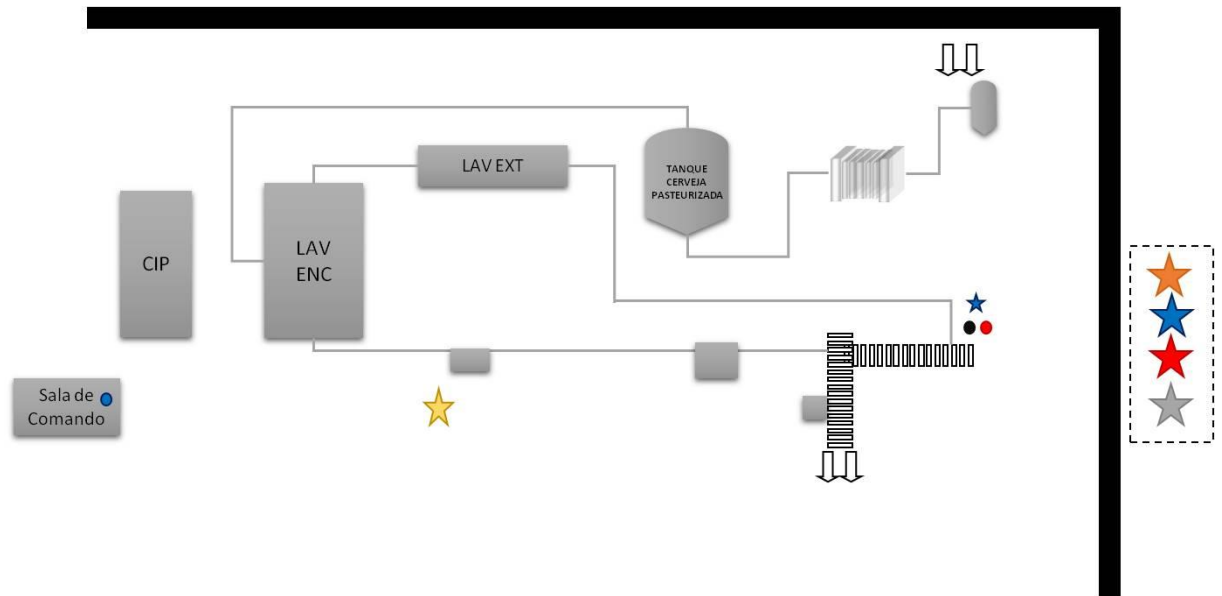 LAV EXT
TANQUE
CERVEJA
PASTEURIZADA
CIP
LAV
ENC
Sala de
Comando